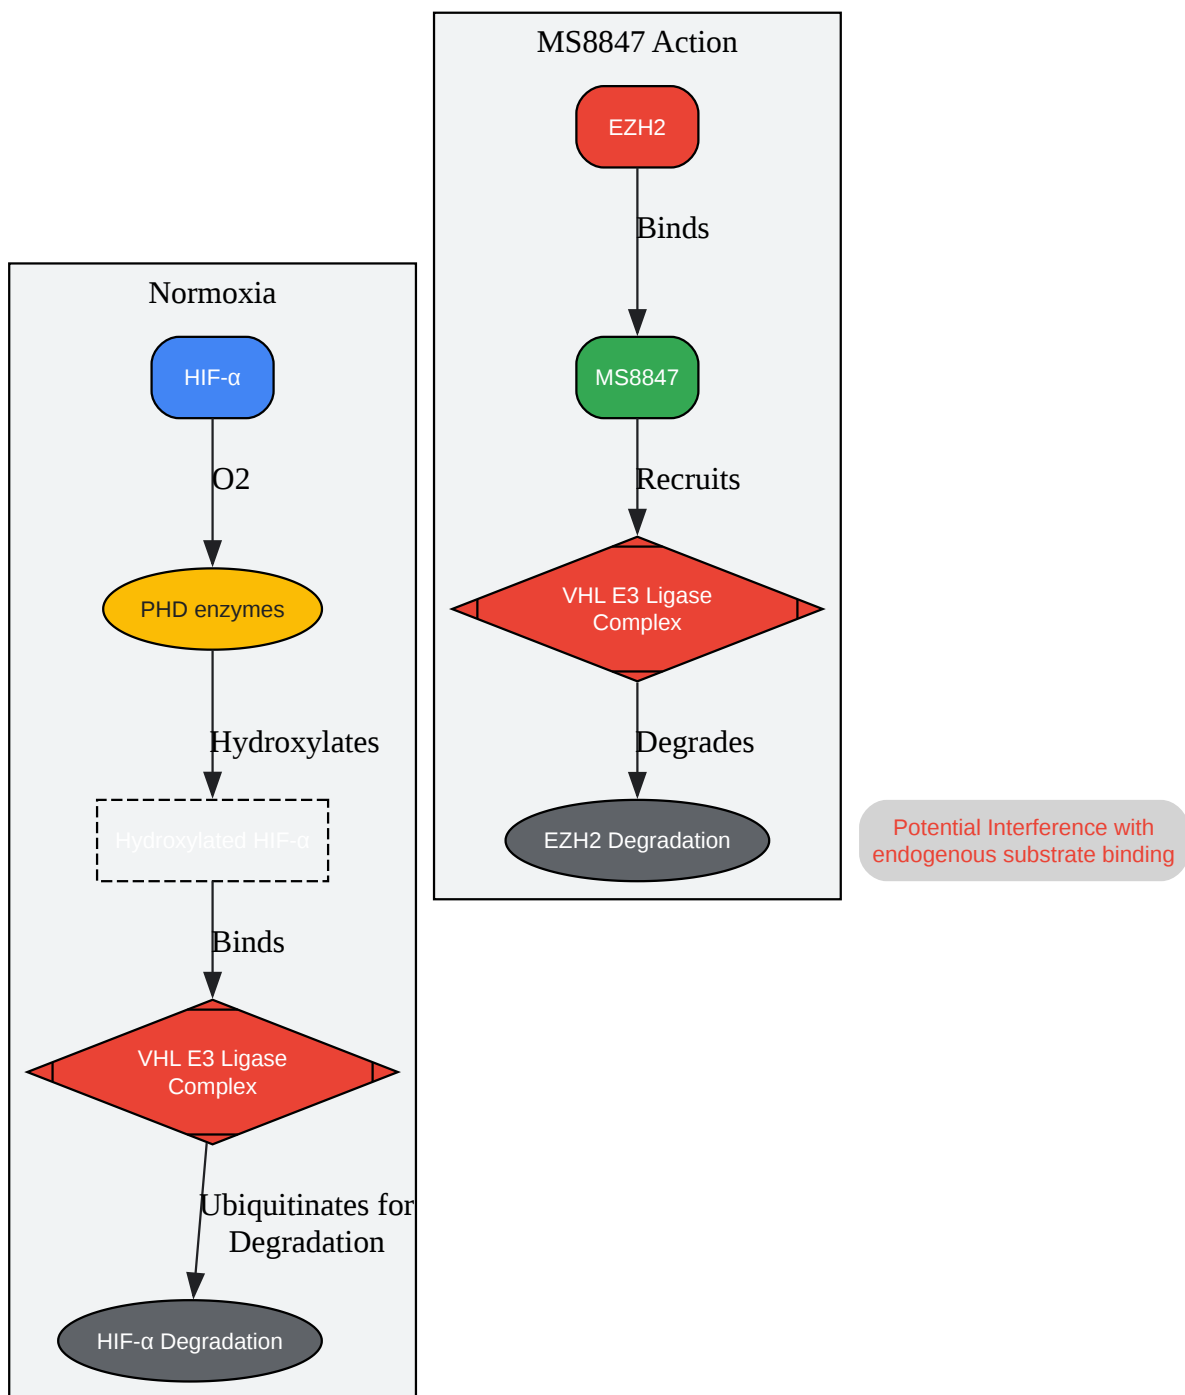 MS8847 Action
EZH2
Binds
MS8847
Recruits
VHL E3 Ligase
Complex
Degrades
EZH2 Degradation
Normoxia
HIF-α
O2
PHD enzymes
Hydroxylates
Hydroxylated HIF-α
Binds
VHL E3 Ligase
Complex
Ubiquitinates for
Degradation
HIF-α Degradation
Potential Interference with
endogenous substrate binding